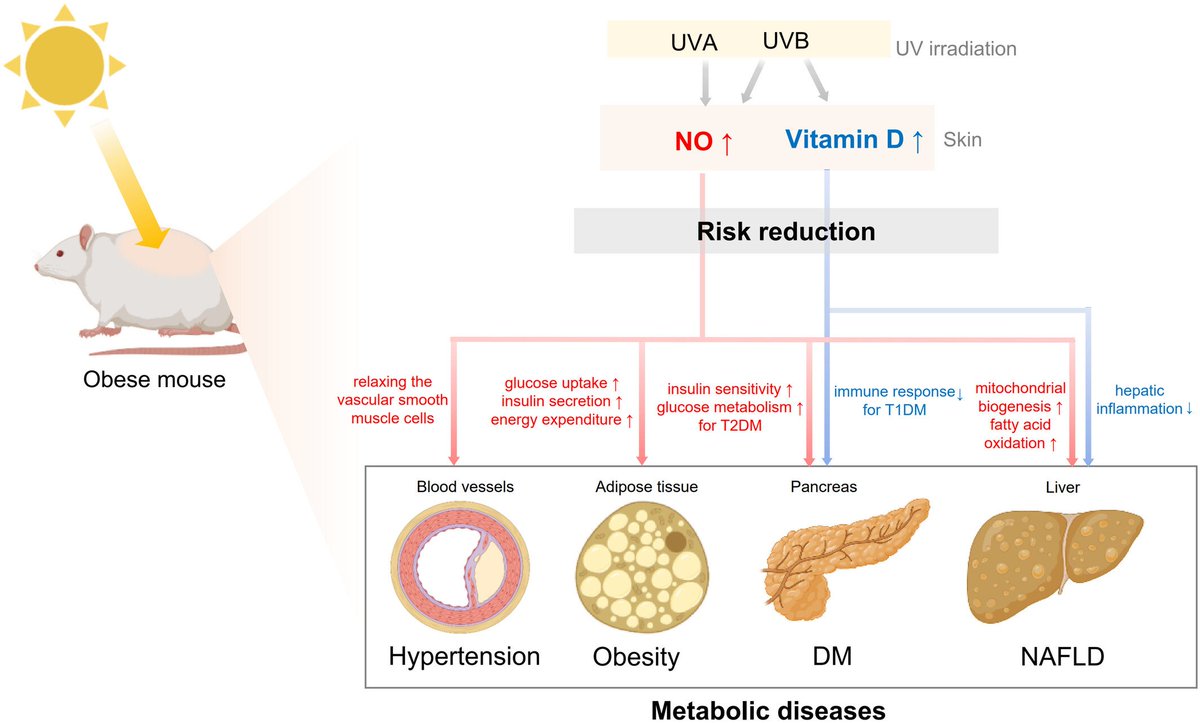 UVA UVB
UV irradiation
NO ↑ Vitamin D ↑
Skin
Risk reduction
Obese mouse
relaxing the
vascular smooth
muscle cells
glucose uptake ↑
insulin secretion ↑
energy expenditure ↑
insulin sensitivity ↑
glucose metabolism ↑
for T2DM
immune response↓
for T1DM
mitochondrial
biogenesis ↑
fatty acid
oxidation ↑
hepatic
inflammation ↓
Blood vessels
Adipose tissue
Pancreas
Liver
Hypertension
Obesity
DM
NAFLD
Metabolic diseases